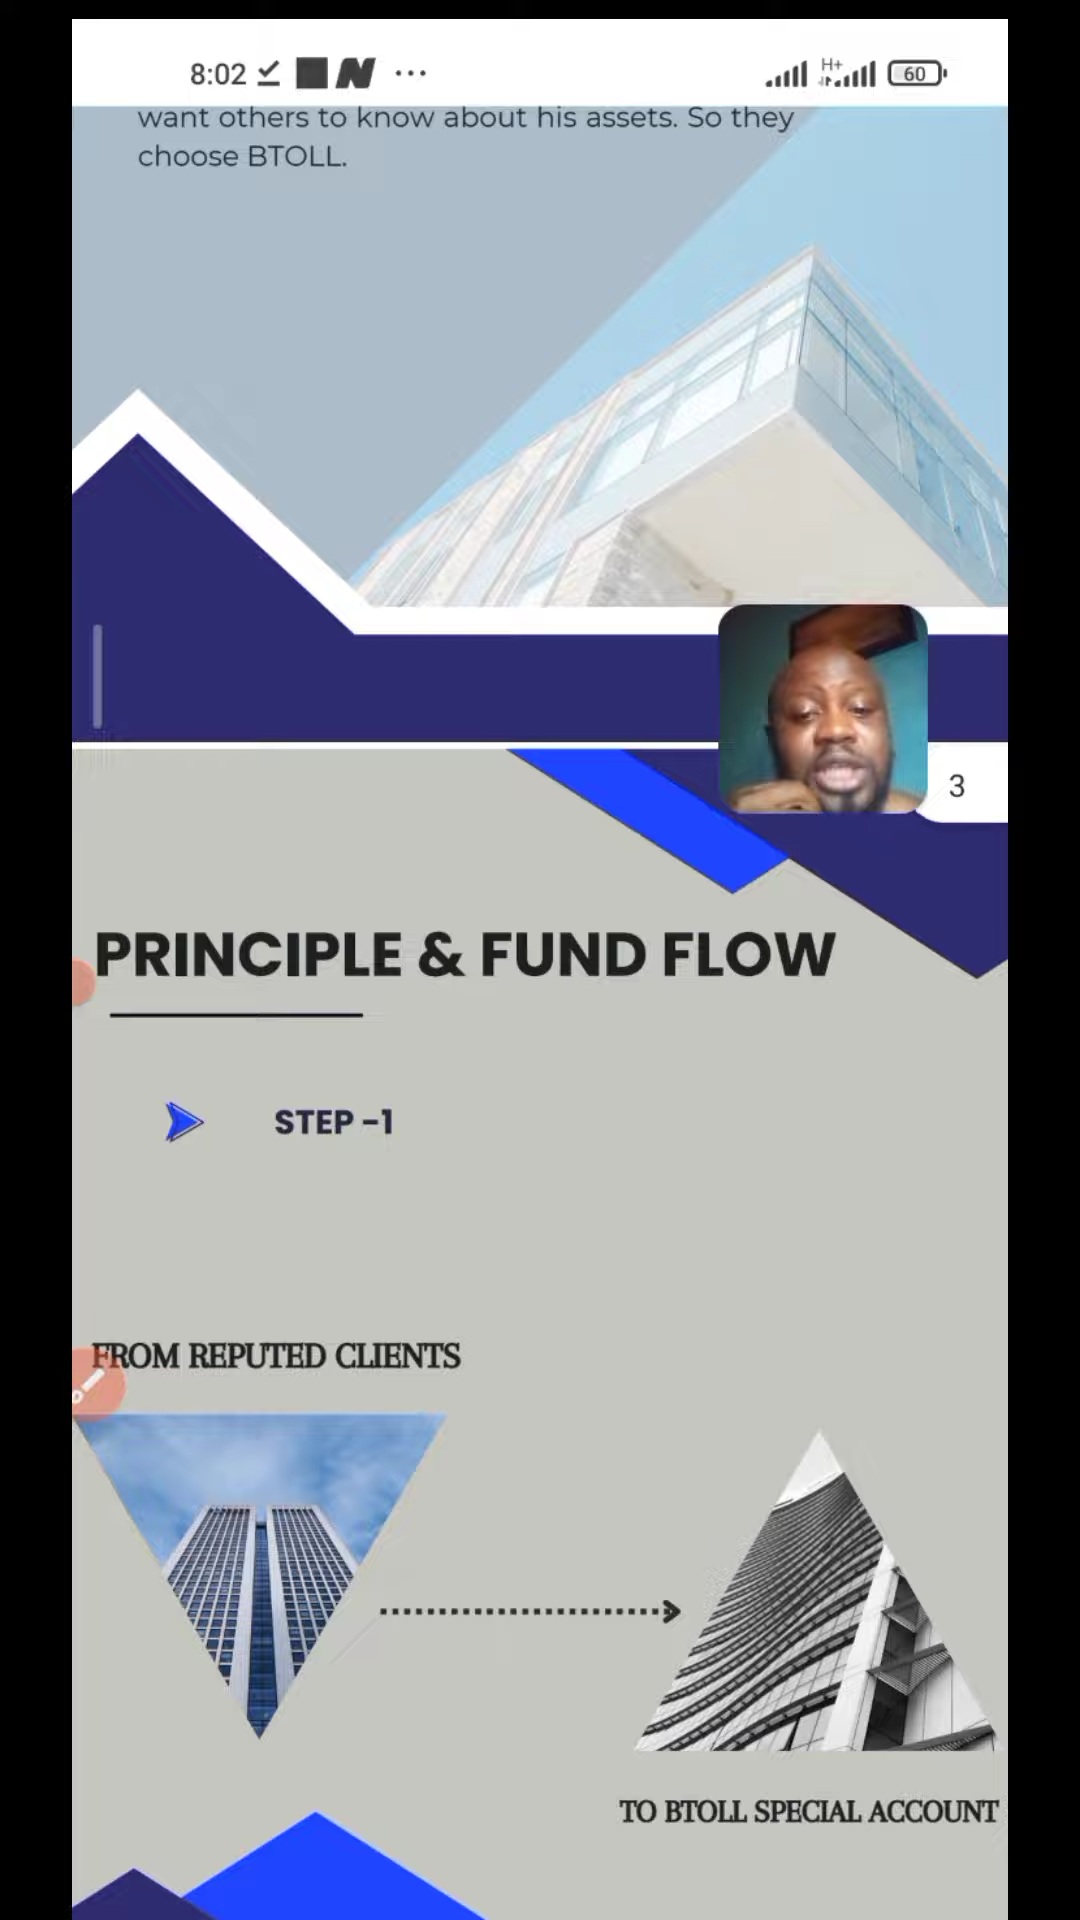 8:02
H+
60
want others to know about his assets. So they
choose BTOLL.
3
PRINCIPLE & FUND FLOW
STEP -1
FROM REPUTED CLIENTS
TO BTOLL SPECIAL ACCOUNT